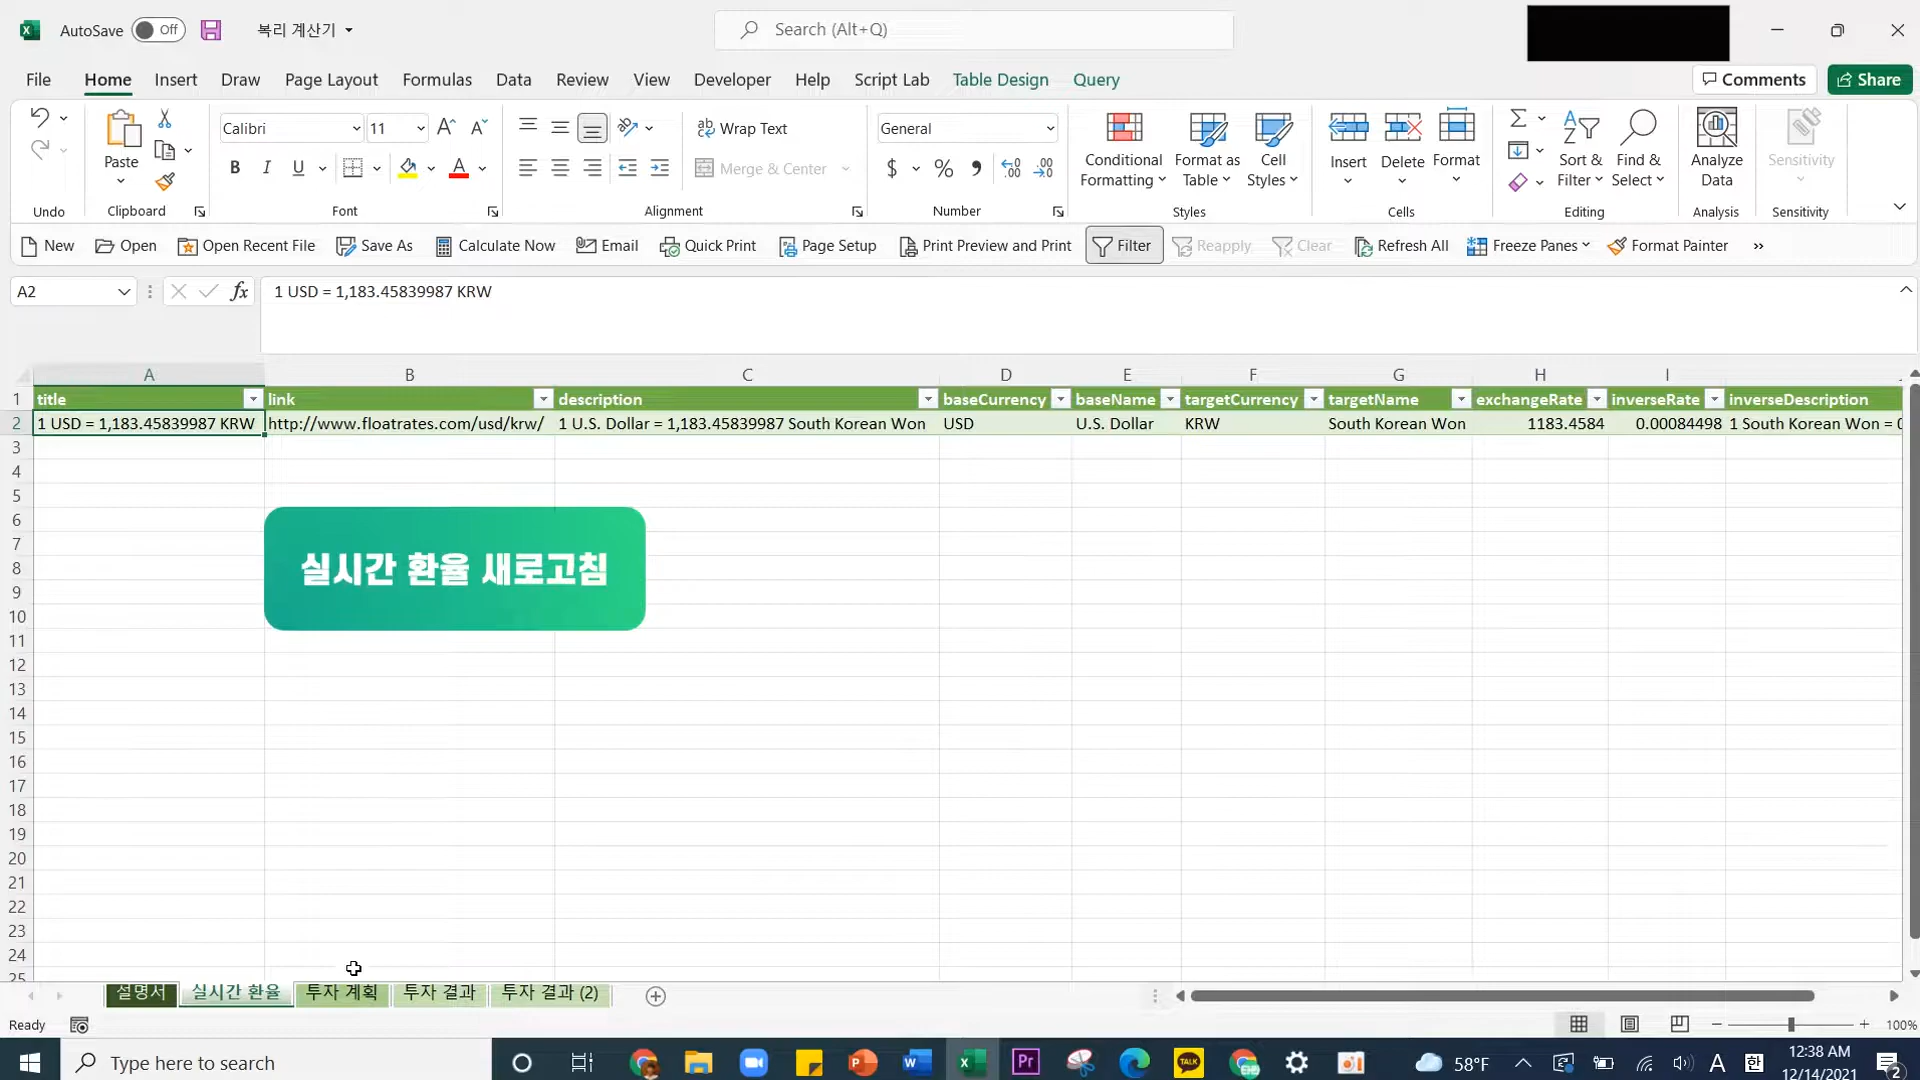 AutoSave Off 복리 계산기 Search (Alt+Q)
File Home Insert Draw Page Layout Formulas Data Review View Developer Help Script Lab Table Design Query Comments Share
Calibri 11 Wrap Text General
Paste B I U Merge & Center $ % Conditional Formatting Format as Table Cell Styles Insert Delete Format Sort & Filter Find & Select Analyze Data Sensitivity
Undo Clipboard Font Alignment Number Styles Cells Editing Analysis Sensitivity
New Open Open Recent File Save As Calculate Now Email Quick Print Page Setup Print Preview and Print Filter Reapply Clear Refresh All Freeze Panes Format Painter
A2 fx 1 USD = 1,183.45839987 KRW
A B C D E F G H I
1 title link description baseCurrency baseName targetCurrency targetName exchangeRate inverseRate inverseDescription
2 1 USD = 1,183.45839987 KRW http://www.floatrates.com/usd/krw/ 1 U.S. Dollar = 1,183.45839987 South Korean Won USD U.S. Dollar KRW South Korean Won 1183.4584 0.00084498 1 South Korean Won = 0
3
4
5
6
7
8 실시간 환율 새로고침
9
10
11
12
13
14
15
16
17
18
19
20
21
22
23
24
25
설명서 실시간 환율 투자 계획 투자 결과 투자 결과 (2)
Ready 100%
Type here to search 58°F A 한 12:38 AM
12/14/2021 2